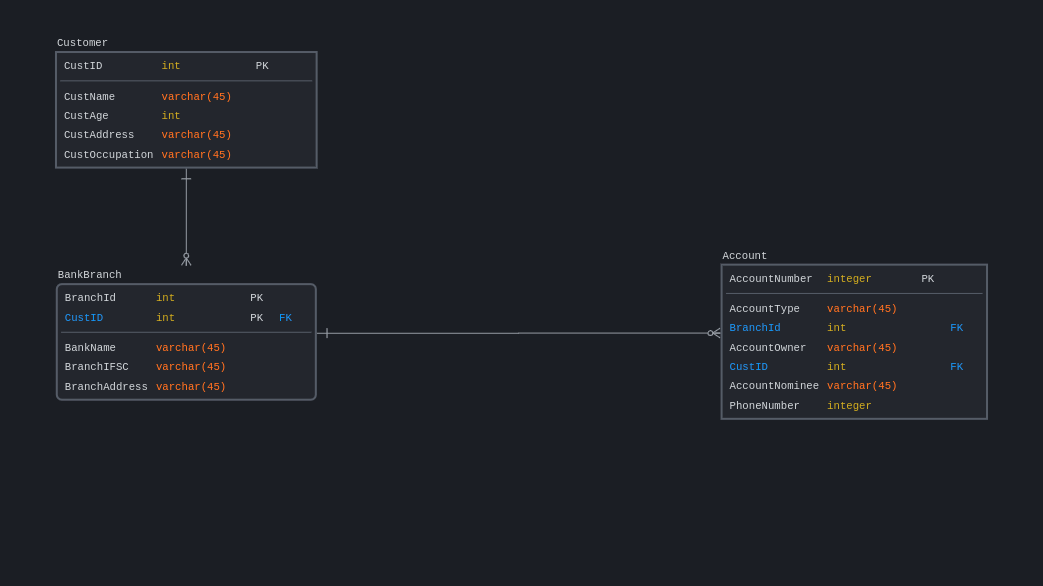 Customer
CustID int PK
CustName varchar(45)
CustAge int
CustAddress varchar(45)
CustOccupation varchar(45)
BankBranch
BranchId int PK
CustID int PK FK
BankName varchar(45)
BranchIFSC varchar(45)
BranchAddress varchar(45)
Account
AccountNumber integer PK
AccountType varchar(45)
BranchId int FK
AccountOwner varchar(45)
CustID int FK
AccountNominee varchar(45)
PhoneNumber integer